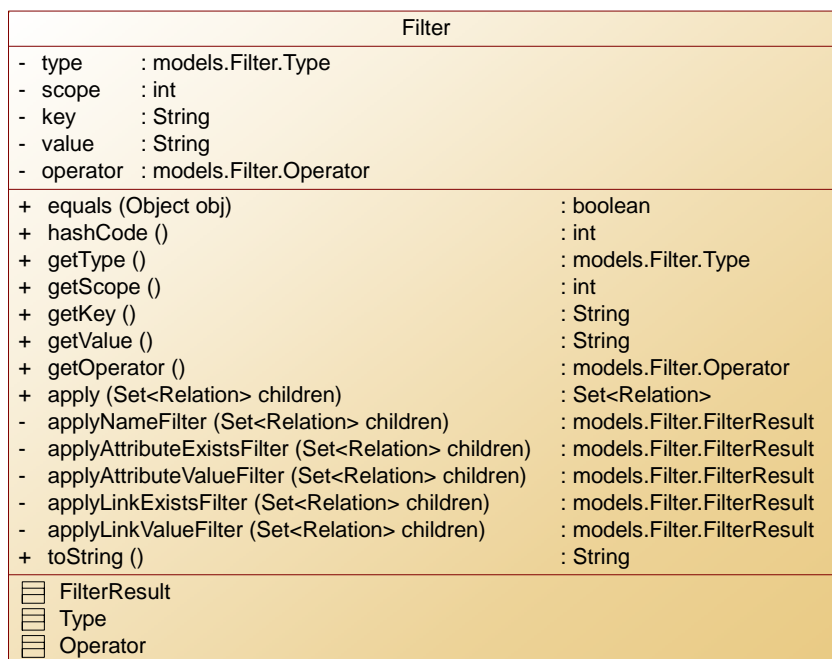 Filter
- type : models.Filter.Type
- scope : int
- key : String
- value : String
- operator : models.Filter.Operator
+ equals (Object obj) : boolean
+ hashCode () : int
+ getType () : models.Filter.Type
+ getScope () : int
+ getKey () : String
+ getValue () : String
+ getOperator () : models.Filter.Operator
+ apply (Set<Relation> children) : Set<Relation>
- applyNameFilter (Set<Relation> children) : models.Filter.FilterResult
- applyAttributeExistsFilter (Set<Relation> children) : models.Filter.FilterResult
- applyAttributeValueFilter (Set<Relation> children) : models.Filter.FilterResult
- applyLinkExistsFilter (Set<Relation> children) : models.Filter.FilterResult
- applyLinkValueFilter (Set<Relation> children) : models.Filter.FilterResult
+ toString () : String
FilterResult
Type
Operator